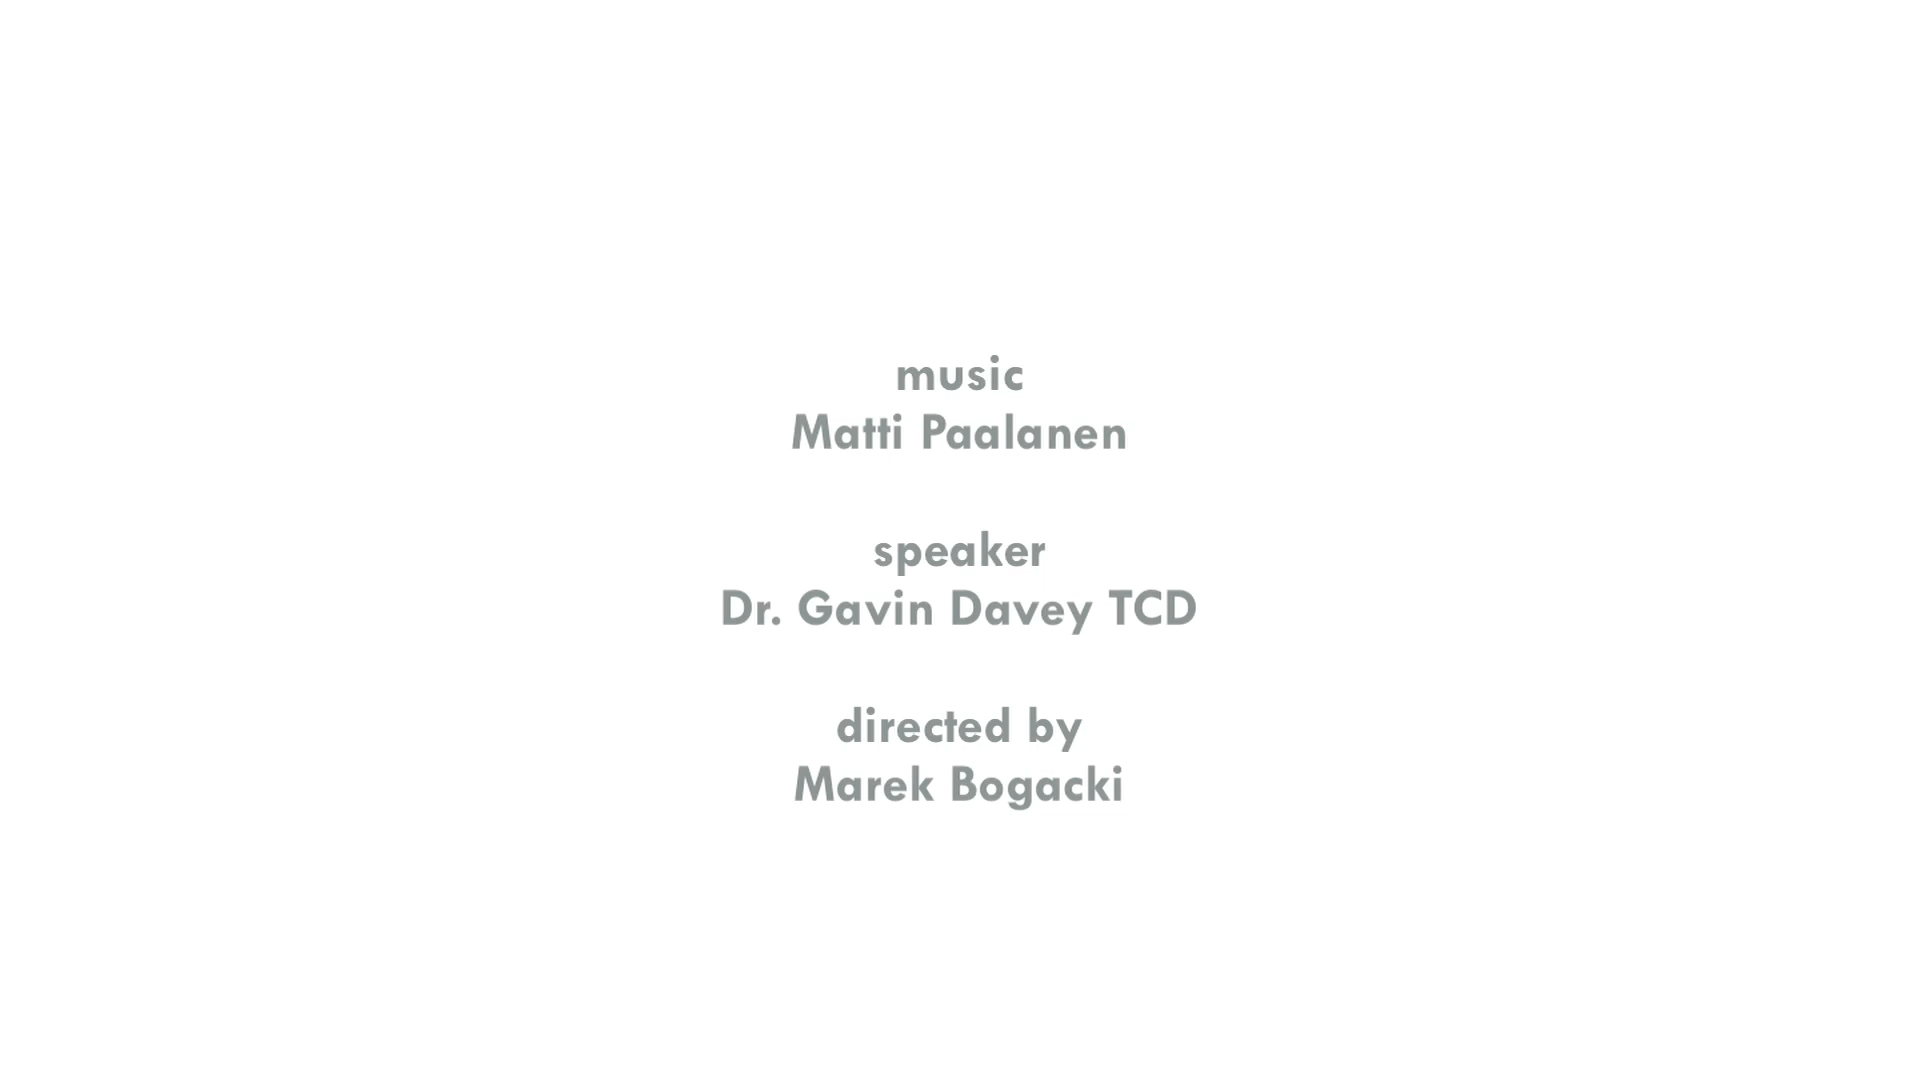 music
Matti Paalanen
speaker
Dr. Gavin Davey TCD
directed by
Marek Bogacki